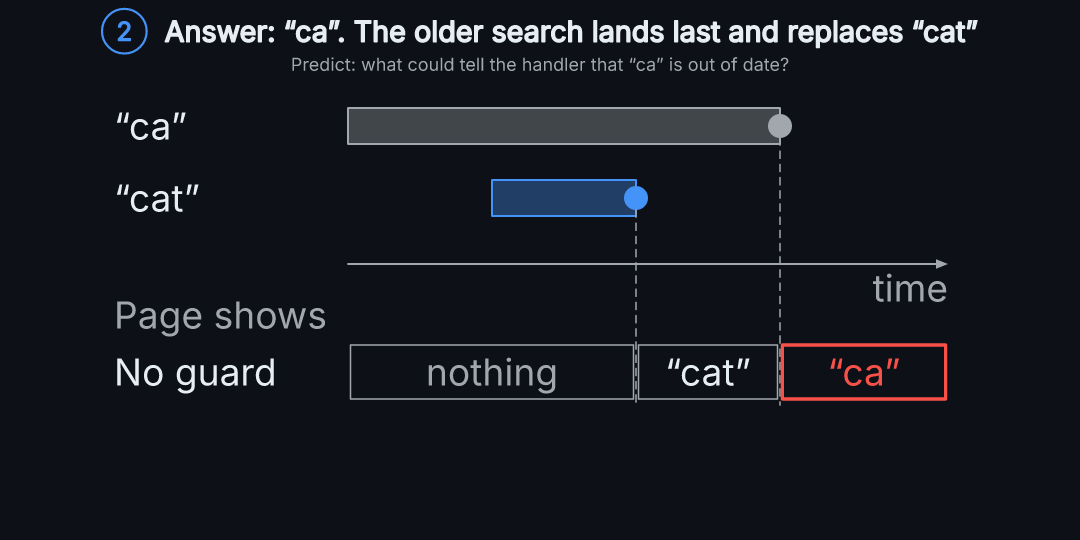 2 Answer: “ca”. The older search lands last and replaces “cat”
Predict: what could tell the handler that “ca” is out of date?
“ca”
“cat”
time
Page shows
No guard nothing “cat” “ca”